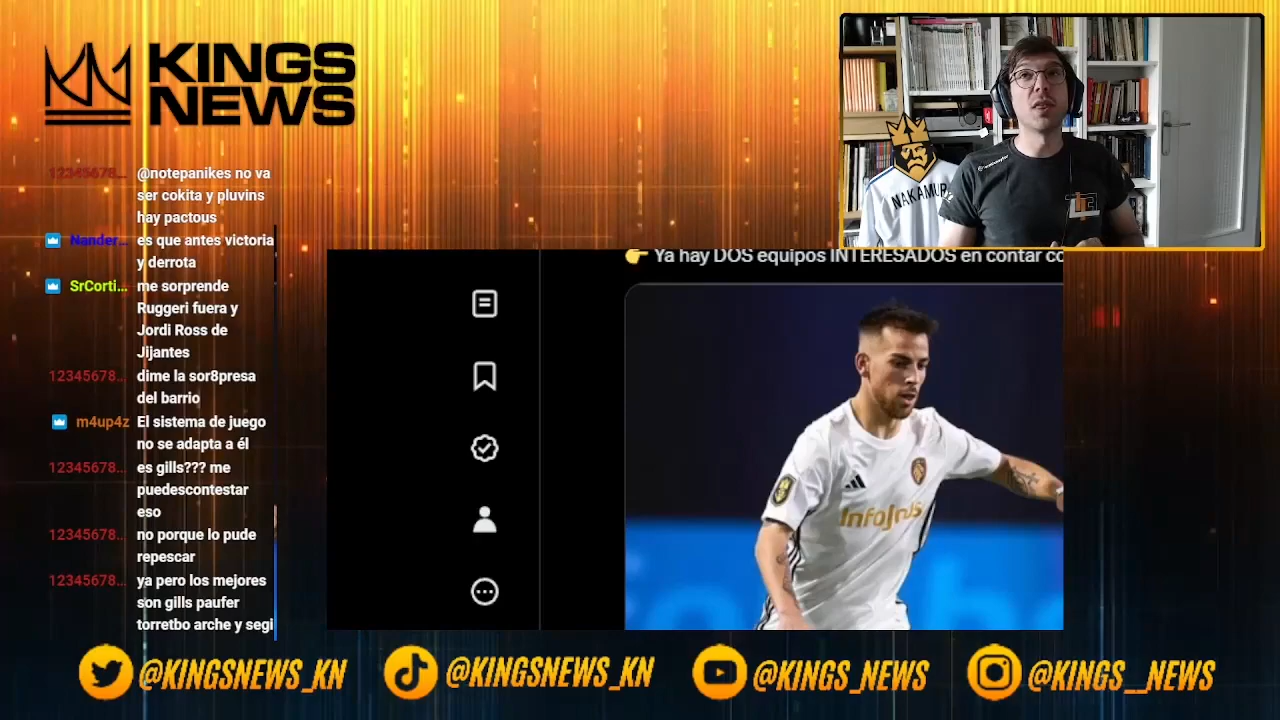 KINGS
NEWS
12345678...
@notepanikes no va
ser cokita y pluvins
hay pactous
Nander...
es que antes victoria
y derrota
SrCorti...
me sorprende
Ruggeri fuera y
Jordi Ross de
Jijantes
12345678...
dime la sor8presa
del barrio
m4up4z
El sistema de juego
no se adapta a él
12345678...
es gills??? me
puedescontestar
eso
12345678...
no porque lo pude
repescar
12345678...
ya pero los mejores
son gills paufer
torretbo arche y segi
👉 Ya hay DOS equipos INTERESADOS en contar co
InfoJobs
NAKAMUR
@KINGSNEWS_KN
@KINGSNEWS_KN
@KINGS_NEWS
@KINGS__NEWS